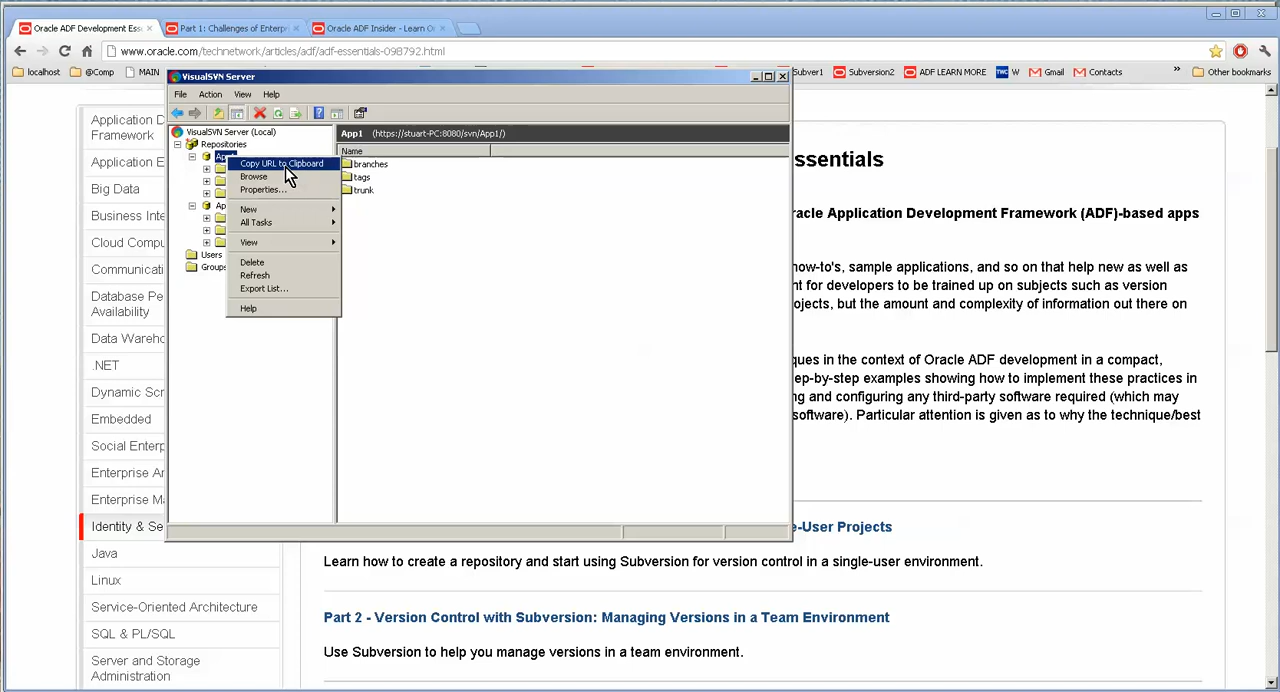 Oracle ADF Development Ess
Part 1: Challenges of Enterp
Oracle ADF Insider - Learn O
www.oracle.com/technetwork/articles/adf/adf-essentials-098792.html
localhost
@Comp
MAIN
Subver1
Subversion2
ADF LEARN MORE
W
Gmail
Contacts
»
Other bookmarks
VisualSVN Server
File Action View Help
VisualSVN Server (Local)
Repositories
Ap
Users
Groups
App1 (https://stuart-PC:8080/svn/App1/)
Name
branches
tags
trunk
Copy URL to Clipboard
Browse
Properties...
New
All Tasks
View
Delete
Refresh
Export List...
Help
Application D
Framework
Application E
Big Data
Business Inte
Cloud Compu
Communicati
Database Pe
Availability
Data Wareho
.NET
Dynamic Scr
Embedded
Social Enterp
Enterprise Ar
Enterprise M
Identity & Se
Java
Linux
Service-Oriented Architecture
SQL & PL/SQL
Server and Storage
Administration
ssentials
racle Application Development Framework (ADF)-based apps
how-to's, sample applications, and so on that help new as well as
nt for developers to be trained up on subjects such as version
rojects, but the amount and complexity of information out there on
ques in the context of Oracle ADF development in a compact,
ep-by-step examples showing how to implement these practices in
ng and configuring any third-party software required (which may
software). Particular attention is given as to why the technique/best
e-User Projects
Learn how to create a repository and start using Subversion for version control in a single-user environment.
Part 2 - Version Control with Subversion: Managing Versions in a Team Environment
Use Subversion to help you manage versions in a team environment.